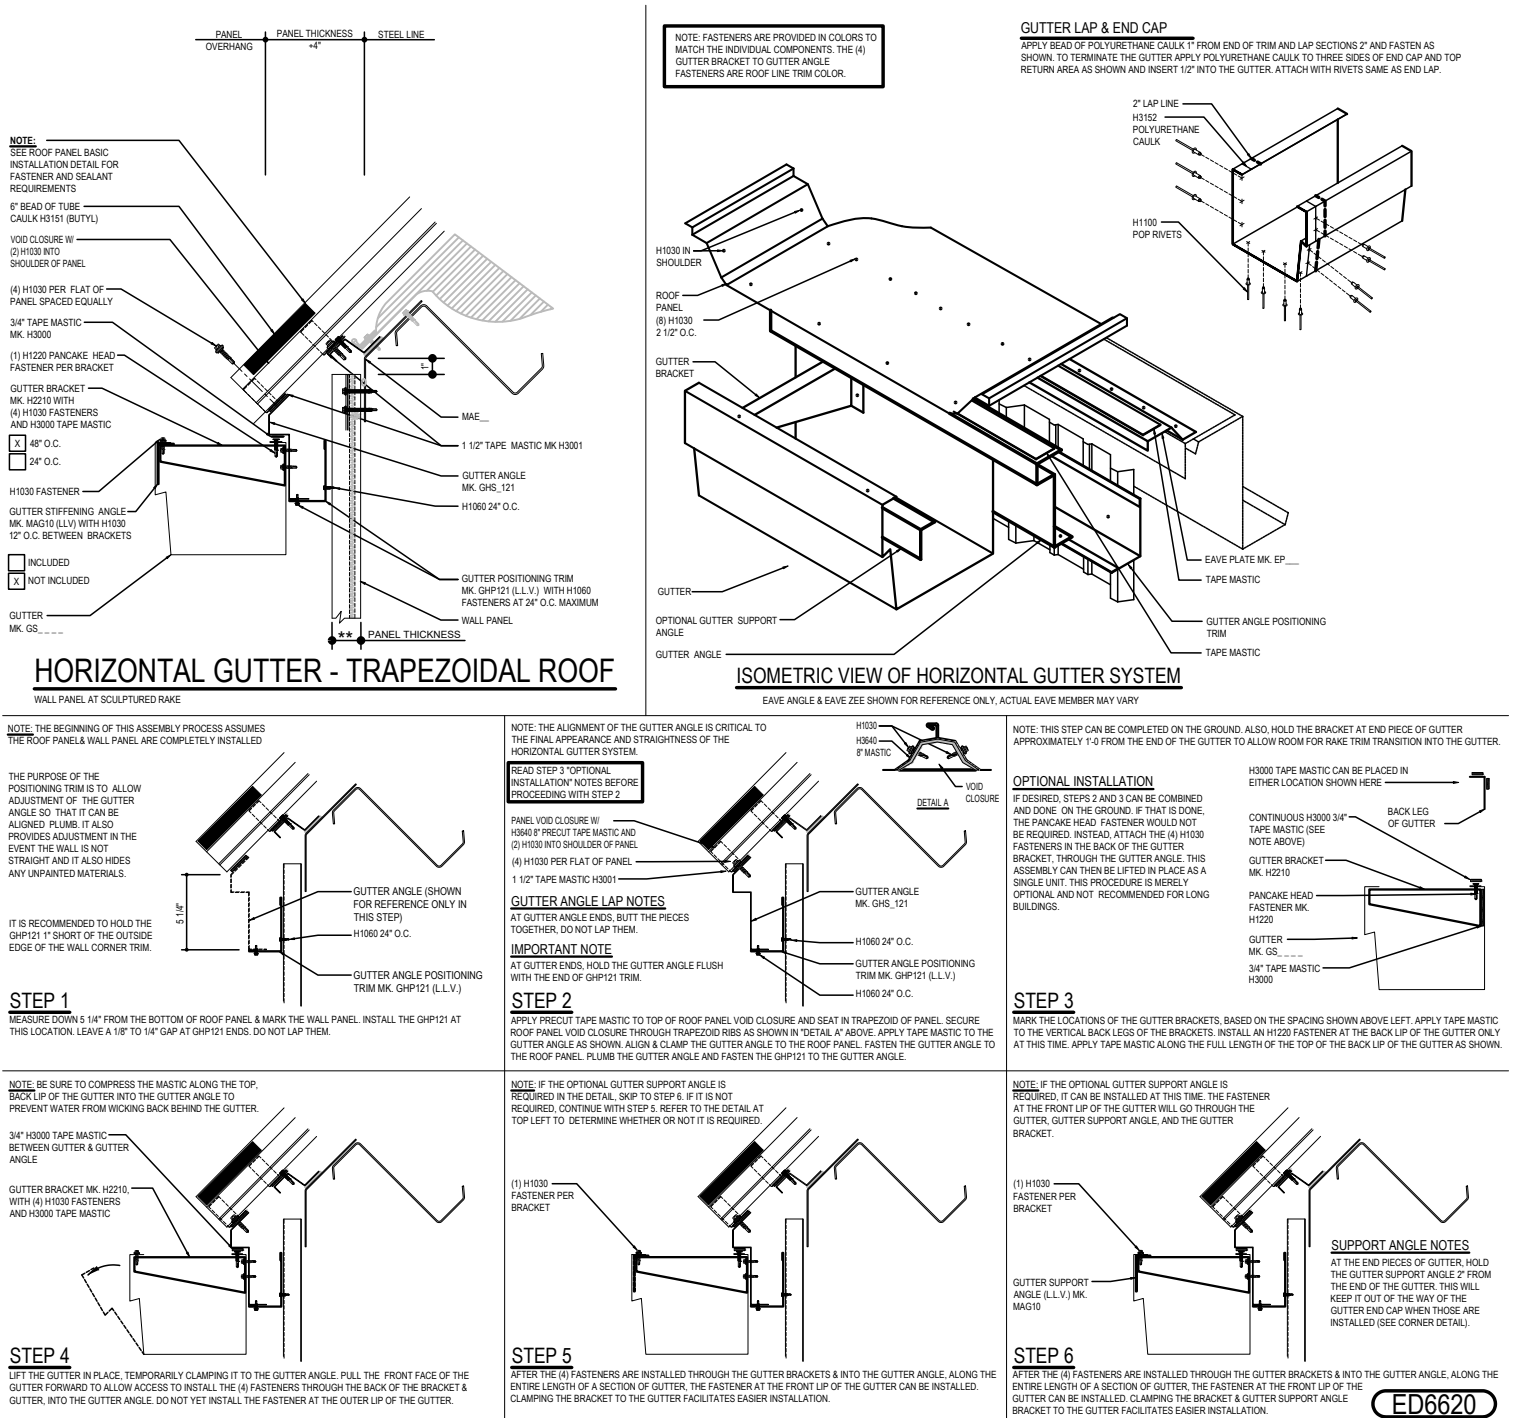 PANEL
OVERHANG
PANEL THICKNESS
+4"
STEEL LINE
NOTE:
SEE ROOF PANEL BASIC
INSTALLATION DETAIL FOR
FASTENER AND SEALANT
REQUIREMENTS
6" BEAD OF TUBE
CAULK H3151 (BUTYL)
VOID CLOSURE W/
(2) H1030 INTO
SHOULDER OF PANEL
(4) H1030 PER FLAT OF
PANEL SPACED EQUALLY
3/4" TAPE MASTIC
MK. H3000
(1) H1220 PANCAKE HEAD
FASTENER PER BRACKET
GUTTER BRACKET
MK. H2210 WITH
(4) H1030 FASTENERS
AND H3000 TAPE MASTIC
X 48" O.C.
24" O.C.
H1030 FASTENER
GUTTER STIFFENING ANGLE
MK. MAG10 (LLV) WITH H1030
12" O.C. BETWEEN BRACKETS
INCLUDED
X NOT INCLUDED
GUTTER
MK. GS_ _ _ _
1"
MAE__
1 1/2" TAPE MASTIC MK H3001
GUTTER ANGLE
MK. GHS_121
H1060 24" O.C.
GUTTER POSITIONING TRIM
MK. GHP121 (L.L.V.) WITH H1060
FASTENERS AT 24" O.C. MAXIMUM
WALL PANEL
** PANEL THICKNESS
HORIZONTAL GUTTER - TRAPEZOIDAL ROOF
WALL PANEL AT SCULPTURED RAKE
NOTE: FASTENERS ARE PROVIDED IN COLORS TO
MATCH THE INDIVIDUAL COMPONENTS. THE (4)
GUTTER BRACKET TO GUTTER ANGLE
FASTENERS ARE ROOF LINE TRIM COLOR.
GUTTER LAP & END CAP
APPLY BEAD OF POLYURETHANE CAULK 1" FROM END OF TRIM AND LAP SECTIONS 2" AND FASTEN AS
SHOWN. TO TERMINATE THE GUTTER APPLY POLYURETHANE CAULK TO THREE SIDES OF END CAP AND TOP
RETURN AREA AS SHOWN AND INSERT 1/2" INTO THE GUTTER. ATTACH WITH RIVETS SAME AS END LAP.
2" LAP LINE
H3152
POLYURETHANE
CAULK
H1100
POP RIVETS
H1030 IN
SHOULDER
ROOF
PANEL
(8) H1030
2 1/2" O.C.
GUTTER
BRACKET
GUTTER
OPTIONAL GUTTER SUPPORT
ANGLE
GUTTER ANGLE
EAVE PLATE MK. EP___
TAPE MASTIC
GUTTER ANGLE POSITIONING
TRIM
TAPE MASTIC
ISOMETRIC VIEW OF HORIZONTAL GUTTER SYSTEM
EAVE ANGLE & EAVE ZEE SHOWN FOR REFERENCE ONLY, ACTUAL EAVE MEMBER MAY VARY
NOTE: THE BEGINNING OF THIS ASSEMBLY PROCESS ASSUMES
THE ROOF PANEL& WALL PANEL ARE COMPLETELY INSTALLED
THE PURPOSE OF THE
POSITIONING TRIM IS TO ALLOW
ADJUSTMENT OF THE GUTTER
ANGLE SO THAT IT CAN BE
ALIGNED PLUMB. IT ALSO
PROVIDES ADJUSTMENT IN THE
EVENT THE WALL IS NOT
STRAIGHT AND IT ALSO HIDES
ANY UNPAINTED MATERIALS.
IT IS RECOMMENDED TO HOLD THE
GHP121 1" SHORT OF THE OUTSIDE
EDGE OF THE WALL CORNER TRIM.
5 1/4"
GUTTER ANGLE (SHOWN
FOR REFERENCE ONLY IN
THIS STEP)
H1060 24" O.C.
GUTTER ANGLE POSITIONING
TRIM MK. GHP121 (L.L.V.)
STEP 1
MEASURE DOWN 5 1/4" FROM THE BOTTOM OF ROOF PANEL & MARK THE WALL PANEL. INSTALL THE GHP121 AT
THIS LOCATION. LEAVE A 1/8" TO 1/4" GAP AT GHP121 ENDS. DO NOT LAP THEM.
NOTE: THE ALIGNMENT OF THE GUTTER ANGLE IS CRITICAL TO
THE FINAL APPEARANCE AND STRAIGHTNESS OF THE
HORIZONTAL GUTTER SYSTEM.
READ STEP 3 "OPTIONAL
INSTALLATION" NOTES BEFORE
PROCEEDING WITH STEP 2
H1030
H3640
8" MASTIC
VOID
CLOSURE
DETAIL A
PANEL VOID CLOSURE W/
H3640 8" PRECUT TAPE MASTIC AND
(2) H1030 INTO SHOULDER OF PANEL
(4) H1030 PER FLAT OF PANEL
1 1/2" TAPE MASTIC H3001
GUTTER ANGLE LAP NOTES
AT GUTTER ANGLE ENDS, BUTT THE PIECES
TOGETHER, DO NOT LAP THEM.
IMPORTANT NOTE
AT GUTTER ENDS, HOLD THE GUTTER ANGLE FLUSH
WITH THE END OF GHP121 TRIM.
GUTTER ANGLE
MK. GHS_121
H1060 24" O.C.
GUTTER ANGLE POSITIONING
TRIM MK. GHP121 (L.L.V.)
H1060 24" O.C.
STEP 2
APPLY PRECUT TAPE MASTIC TO TOP OF ROOF PANEL VOID CLOSURE AND SEAT IN TRAPEZOID OF PANEL. SECURE
ROOF PANEL VOID CLOSURE THROUGH TRAPEZOID RIBS AS SHOWN IN "DETAIL A" ABOVE. APPLY TAPE MASTIC TO THE
GUTTER ANGLE AS SHOWN. ALIGN & CLAMP THE GUTTER ANGLE TO THE ROOF PANEL. FASTEN THE GUTTER ANGLE TO
THE ROOF PANEL. PLUMB THE GUTTER ANGLE AND FASTEN THE GHP121 TO THE GUTTER ANGLE.
NOTE: THIS STEP CAN BE COMPLETED ON THE GROUND. ALSO, HOLD THE BRACKET AT END PIECE OF GUTTER
APPROXIMATELY 1'-0 FROM THE END OF THE GUTTER TO ALLOW ROOM FOR RAKE TRIM TRANSITION INTO THE GUTTER.
OPTIONAL INSTALLATION
IF DESIRED, STEPS 2 AND 3 CAN BE COMBINED
AND DONE ON THE GROUND. IF THAT IS DONE,
THE PANCAKE HEAD FASTENER WOULD NOT
BE REQUIRED. INSTEAD, ATTACH THE (4) H1030
FASTENERS IN THE BACK OF THE GUTTER
BRACKET, THROUGH THE GUTTER ANGLE. THIS
ASSEMBLY CAN THEN BE LIFTED IN PLACE AS A
SINGLE UNIT. THIS PROCEDURE IS MERELY
OPTIONAL AND NOT RECOMMENDED FOR LONG
BUILDINGS.
H3000 TAPE MASTIC CAN BE PLACED IN
EITHER LOCATION SHOWN HERE
BACK LEG
OF GUTTER
CONTINUOUS H3000 3/4"
TAPE MASTIC (SEE
NOTE ABOVE)
GUTTER BRACKET
MK. H2210
PANCAKE HEAD
FASTENER MK.
H1220
GUTTER
MK. GS_ _ _ _
3/4" TAPE MASTIC
H3000
STEP 3
MARK THE LOCATIONS OF THE GUTTER BRACKETS, BASED ON THE SPACING SHOWN ABOVE LEFT. APPLY TAPE MASTIC
TO THE VERTICAL BACK LEGS OF THE BRACKETS. INSTALL AN H1220 FASTENER AT THE BACK LIP OF THE GUTTER ONLY
AT THIS TIME. APPLY TAPE MASTIC ALONG THE FULL LENGTH OF THE TOP OF THE BACK LIP OF THE GUTTER AS SHOWN.
NOTE: BE SURE TO COMPRESS THE MASTIC ALONG THE TOP,
BACK LIP OF THE GUTTER INTO THE GUTTER ANGLE TO
PREVENT WATER FROM WICKING BACK BEHIND THE GUTTER.
3/4" H3000 TAPE MASTIC
BETWEEN GUTTER & GUTTER
ANGLE
GUTTER BRACKET MK. H2210,
WITH (4) H1030 FASTENERS
AND H3000 TAPE MASTIC
STEP 4
LIFT THE GUTTER IN PLACE, TEMPORARILY CLAMPING IT TO THE GUTTER ANGLE. PULL THE FRONT FACE OF THE
GUTTER FORWARD TO ALLOW ACCESS TO INSTALL THE (4) FASTENERS THROUGH THE BACK OF THE BRACKET &
GUTTER, INTO THE GUTTER ANGLE. DO NOT YET INSTALL THE FASTENER AT THE OUTER LIP OF THE GUTTER.
NOTE: IF THE OPTIONAL GUTTER SUPPORT ANGLE IS
REQUIRED IN THE DETAIL, SKIP TO STEP 6. IF IT IS NOT
REQUIRED, CONTINUE WITH STEP 5. REFER TO THE DETAIL AT
TOP LEFT TO DETERMINE WHETHER OR NOT IT IS REQUIRED.
(1) H1030
FASTENER PER
BRACKET
STEP 5
AFTER THE (4) FASTENERS ARE INSTALLED THROUGH THE GUTTER BRACKETS & INTO THE GUTTER ANGLE, ALONG THE
ENTIRE LENGTH OF A SECTION OF GUTTER, THE FASTENER AT THE FRONT LIP OF THE GUTTER CAN BE INSTALLED.
CLAMPING THE BRACKET TO THE GUTTER FACILITATES EASIER INSTALLATION.
NOTE: IF THE OPTIONAL GUTTER SUPPORT ANGLE IS
REQUIRED, IT CAN BE INSTALLED AT THIS TIME. THE FASTENER
AT THE FRONT LIP OF THE GUTTER WILL GO THROUGH THE
GUTTER, GUTTER SUPPORT ANGLE, AND THE GUTTER
BRACKET.
(1) H1030
FASTENER PER
BRACKET
GUTTER SUPPORT
ANGLE (L.L.V.) MK.
MAG10
SUPPORT ANGLE NOTES
AT THE END PIECES OF GUTTER, HOLD
THE GUTTER SUPPORT ANGLE 2" FROM
THE END OF THE GUTTER. THIS WILL
KEEP IT OUT OF THE WAY OF THE
GUTTER END CAP WHEN THOSE ARE
INSTALLED (SEE CORNER DETAIL).
STEP 6
AFTER THE (4) FASTENERS ARE INSTALLED THROUGH THE GUTTER BRACKETS & INTO THE GUTTER ANGLE, ALONG THE
ENTIRE LENGTH OF A SECTION OF GUTTER, THE FASTENER AT THE FRONT LIP OF THE
GUTTER CAN BE INSTALLED. CLAMPING THE BRACKET & GUTTER SUPPORT ANGLE
BRACKET TO THE GUTTER FACILITATES EASIER INSTALLATION.
ED6620